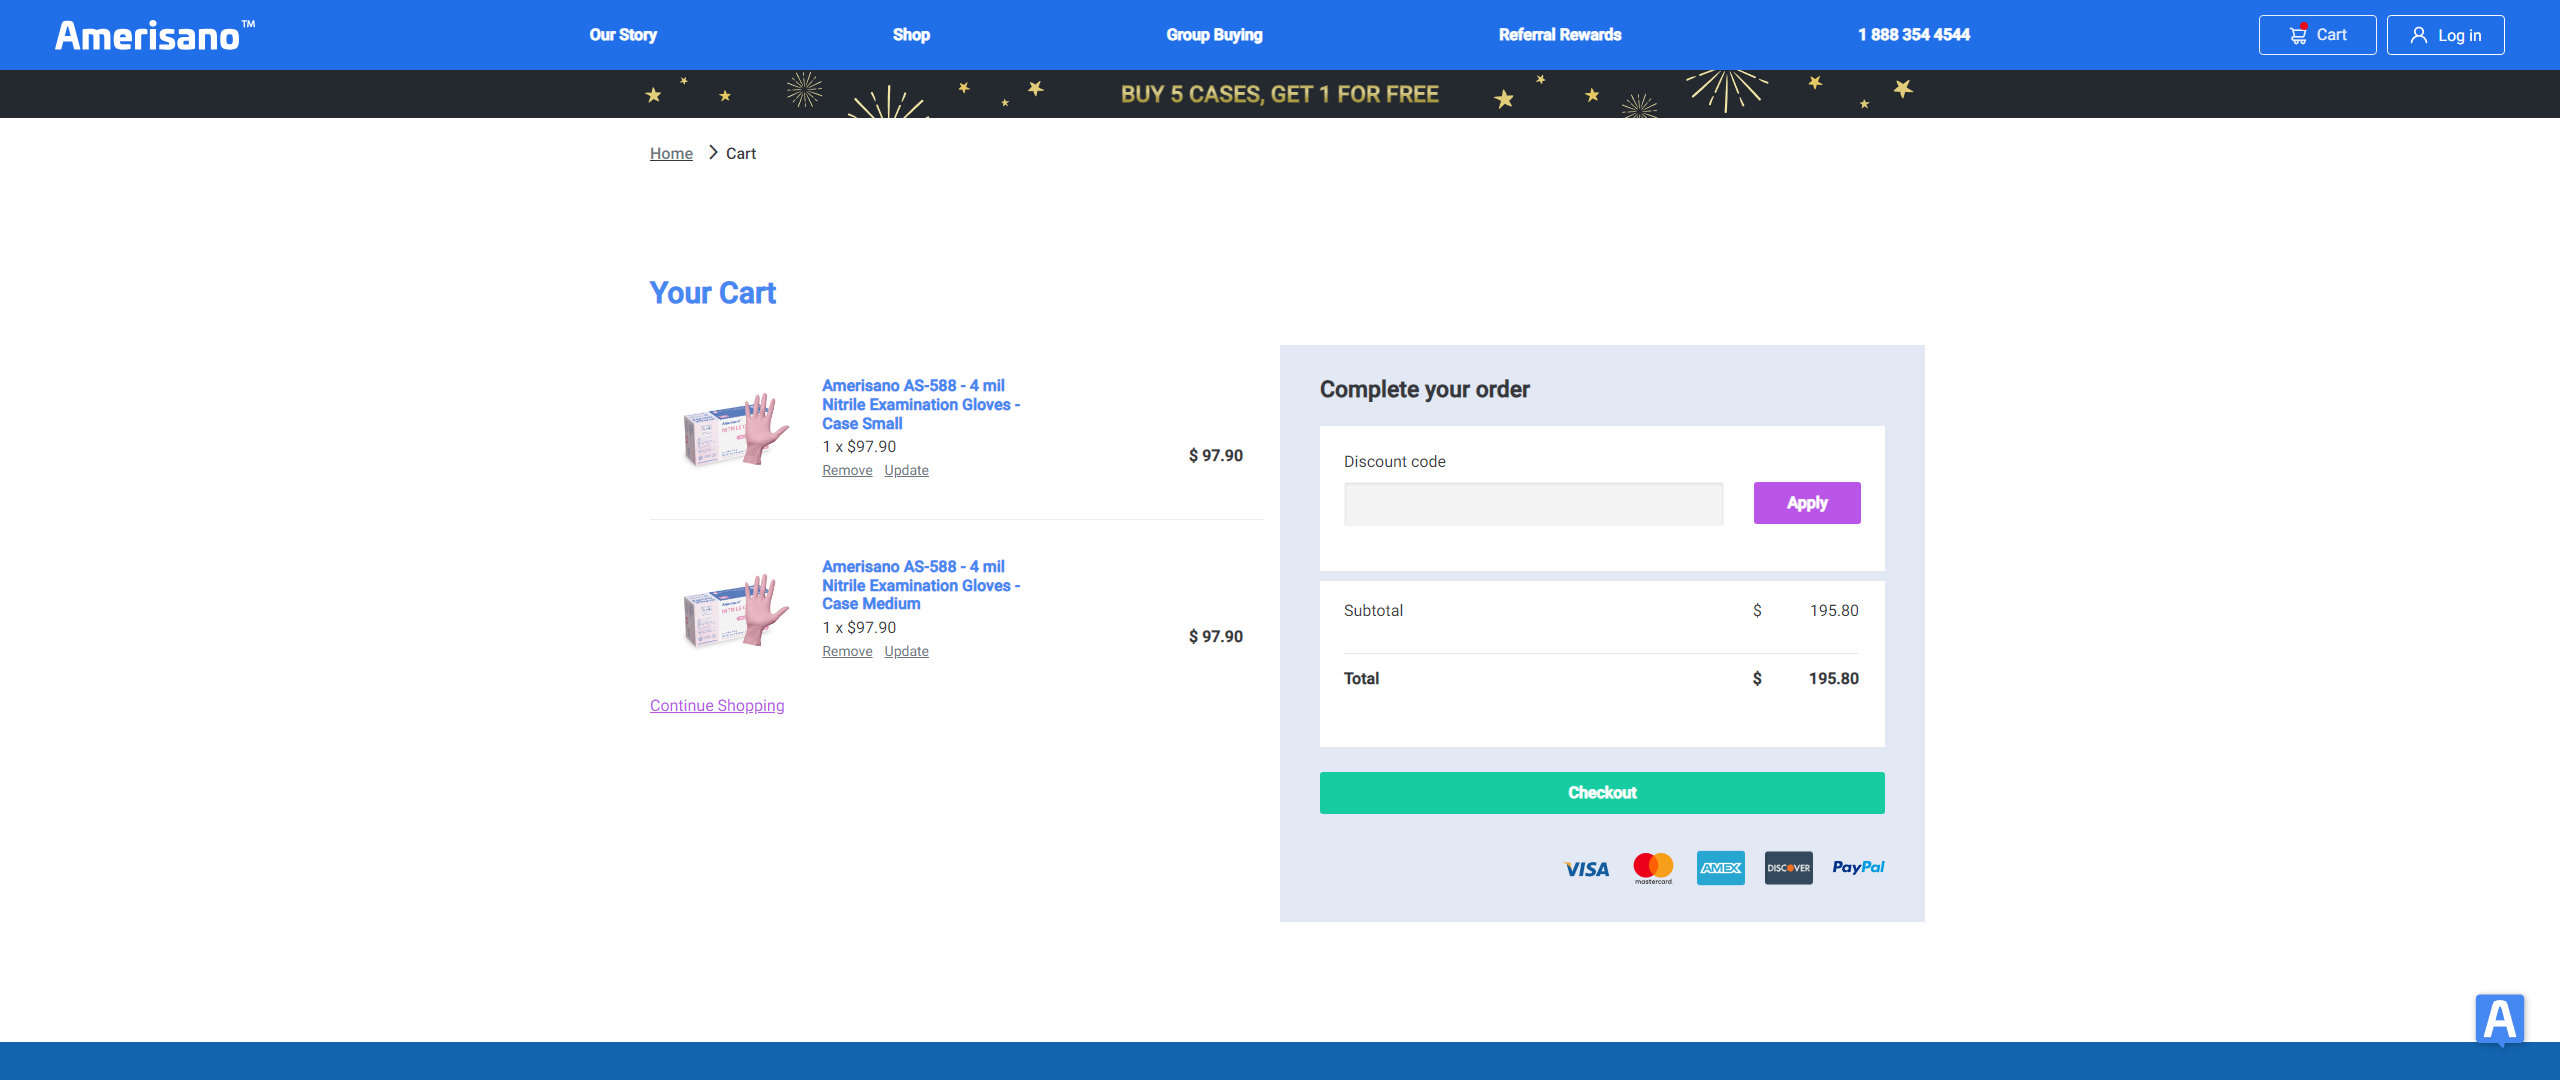 Amerisano™
Our Story
Shop
Group Buying
Referral Rewards
1 888 354 4544
Cart
Log in
BUY 5 CASES, GET 1 FOR FREE
Home
Cart
Your Cart
Amerisano AS-588 - 4 mil
Nitrile Examination Gloves -
Case Small
1 x $97.90
Remove Update
$ 97.90
Amerisano AS-588 - 4 mil
Nitrile Examination Gloves -
Case Medium
1 x $97.90
Remove Update
$ 97.90
Continue Shopping
Complete your order
Discount code
Apply
Subtotal $ 195.80
Total $ 195.80
Checkout
VISA
mastercard.
AMEX
DISCOVER
PayPal
A